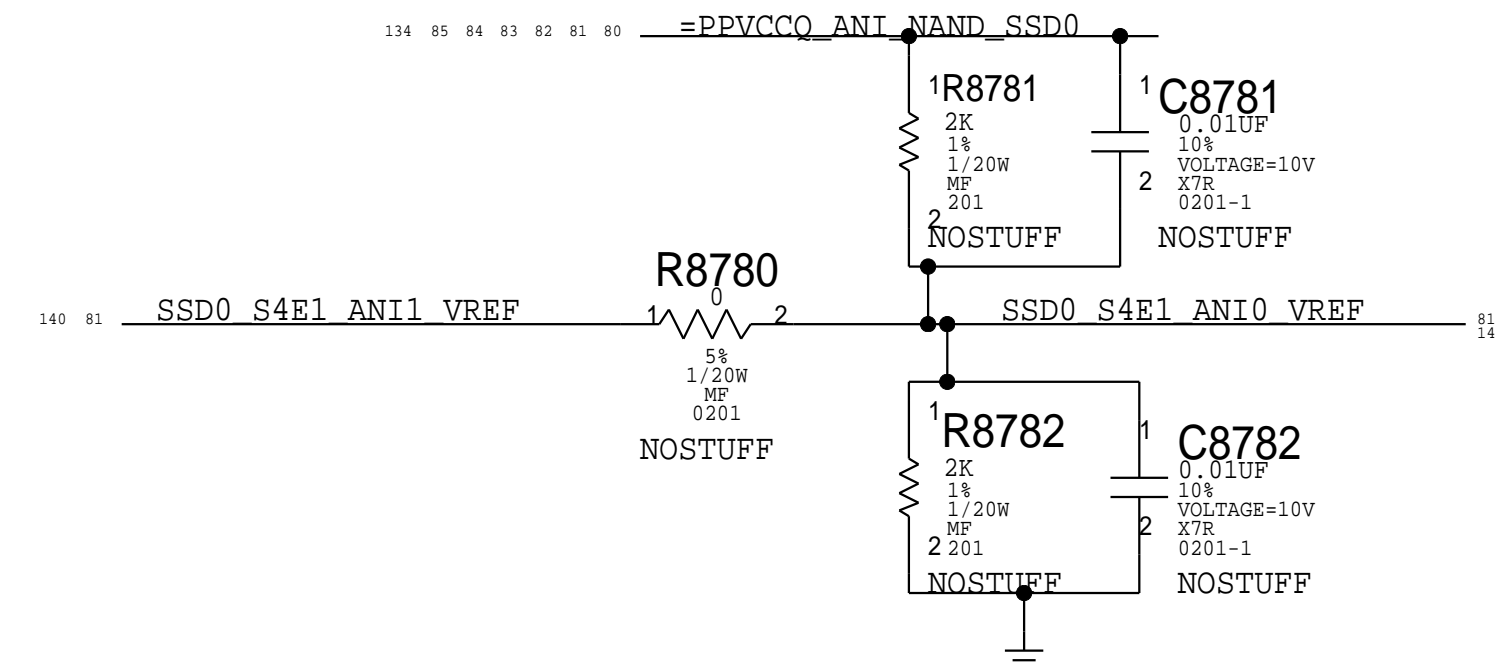 134 85 84 83 82 81 80 =PPVCCQ_ANI_NAND_SSD0
1 R8781
2K
1%
1/20W
MF
201
2
NOSTUFF
1 C8781
0.01UF
10%
VOLTAGE=10V
2 X7R
0201-1
NOSTUFF
R8780
0
140 81 SSD0_S4E1_ANI1_VREF
1 2
5%
1/20W
MF
0201
NOSTUFF
SSD0_S4E1_ANI0_VREF 81
14
1 R8782
2K
1%
1/20W
MF
2 201
NOSTUFF
1 C8782
0.01UF
10%
VOLTAGE=10V
2 X7R
0201-1
NOSTUFF